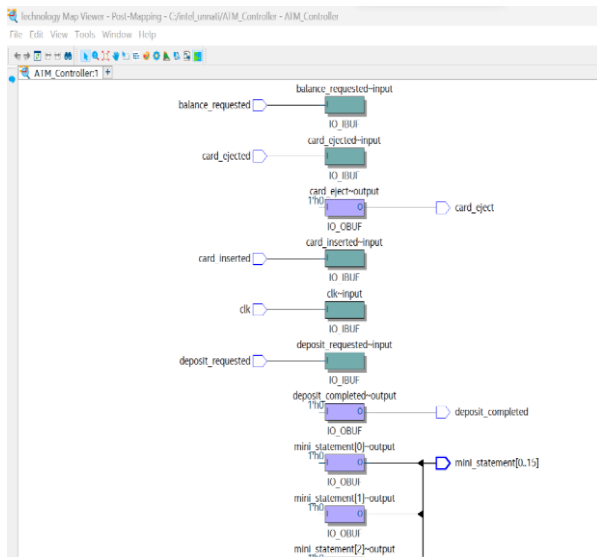 Technology Map Viewer - Post-Mapping - C:/intel_unnati/ATM_Controller - ATM_Controller
File Edit View Tools Window Help
ATM_Controller:1 +
balance_requested~input
balance_requested
I
IO_IBUF
card_ejected~input
card_ejected
I
IO_IBUF
card_eject~output
1'h0 I O card_eject
IO_OBUF
card_inserted~input
card_inserted
I
IO_IBUF
clk~input
clk
I
IO_IBUF
deposit_requested~input
deposit_requested
I
IO_IBUF
deposit_completed~output
1'h0 I O deposit_completed
IO_OBUF
mini_statement[0]~output
1'h0 I O mini_statement[0..15]
IO_OBUF
mini_statement[1]~output
1'h0 I O
IO_OBUF
mini_statement[2]~output